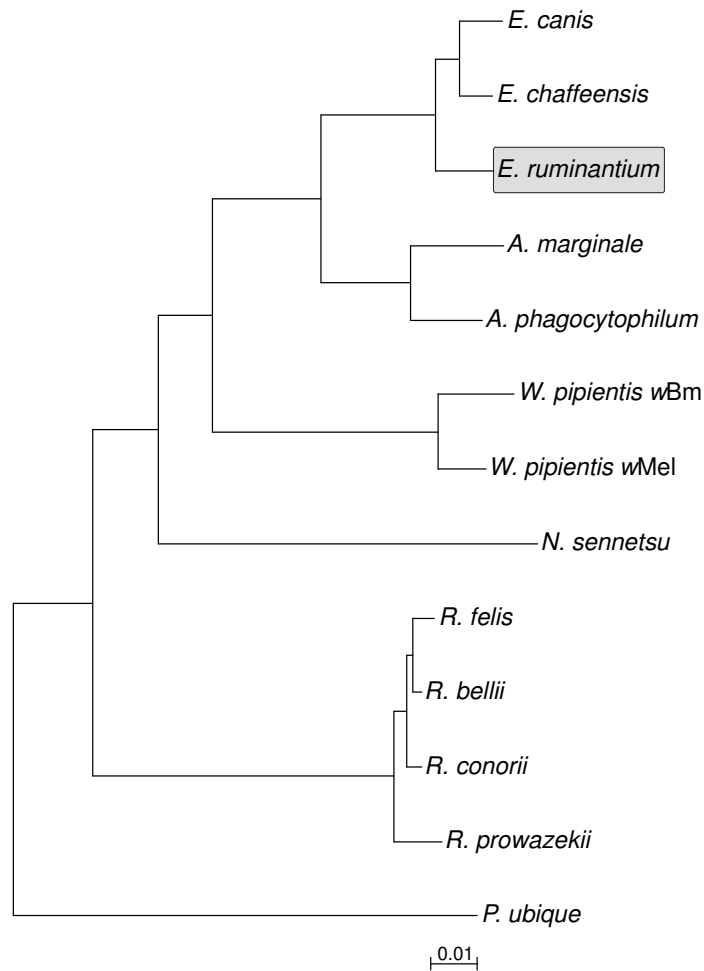 E. canis
E. chaffeensis
E. ruminantium
A. marginale
A. phagocytophilum
W. pipientis wBm
W. pipientis wMel
N. sennetsu
R. felis
R. bellii
R. conorii
R. prowazekii
P. ubique
0.01